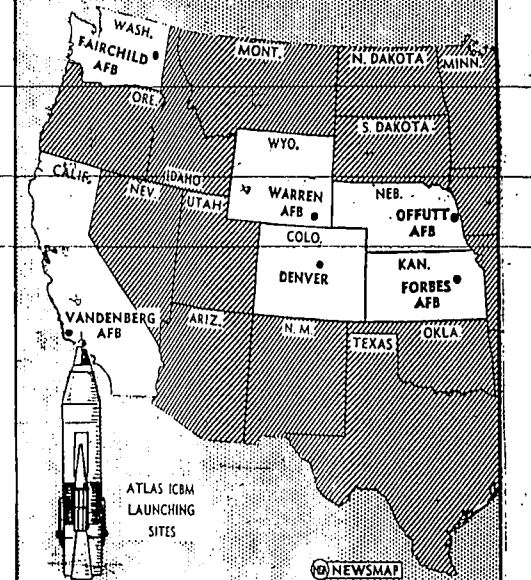 WASH.
FAIRCHILD
AFB
MONT.
N. DAKOTA
MINN.
ORE.
S. DAKOTA
WYO.
CALIF.
IDAHO
NEV.
UTAH
WARREN
AFB
NEB.
OFFUTT
AFB
COLO.
DENVER
KAN.
FORBES
AFB
VANDENBERG
AFB
ARIZ.
N. M.
TEXAS
OKLA.
ATLAS ICBM
LAUNCHING
SITES
NEA NEWSMAP